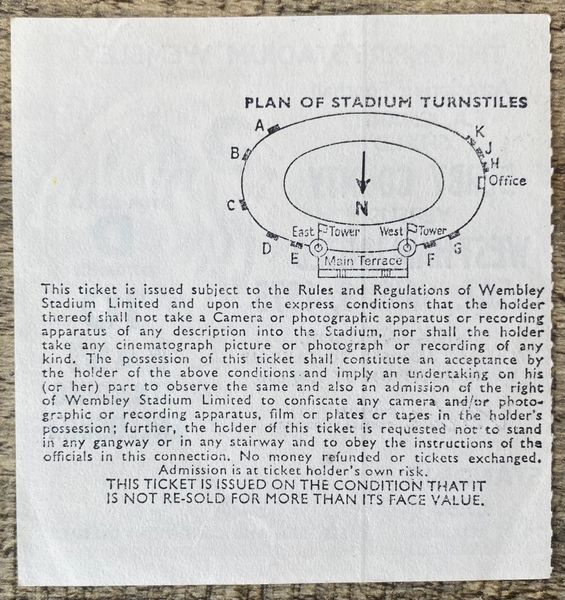 PLAN OF STADIUM TURNSTILES
A
K
J
B
H
Office
C
N
East Tower
West Tower
D
E
F
G
Main Terrace
This ticket is issued subject to the Rules and Regulations of Wembley
Stadium Limited and upon the express conditions that the holder
thereof shall not take a Camera or photographic apparatus or recording
apparatus of any description into the Stadium, nor shall the holder
take any cinematograph picture or photograph or recording of any
kind. The possession of this ticket shall constitute an acceptance by
the holder of the above conditions and imply an undertaking on his
(or her) part to observe the same and also an admission of the right
of Wembley Stadium Limited to confiscate any camera and/or photo-
graphic or recording apparatus, film or plates or tapes in the holder's
possession; further, the holder of this ticket is requested not to stand
in any gangway or in any stairway and to obey the instructions of the
officials in this connection. No money refunded or tickets exchanged.
Admission is at ticket holder's own risk.
THIS TICKET IS ISSUED ON THE CONDITION THAT IT
IS NOT RE-SOLD FOR MORE THAN ITS FACE VALUE.